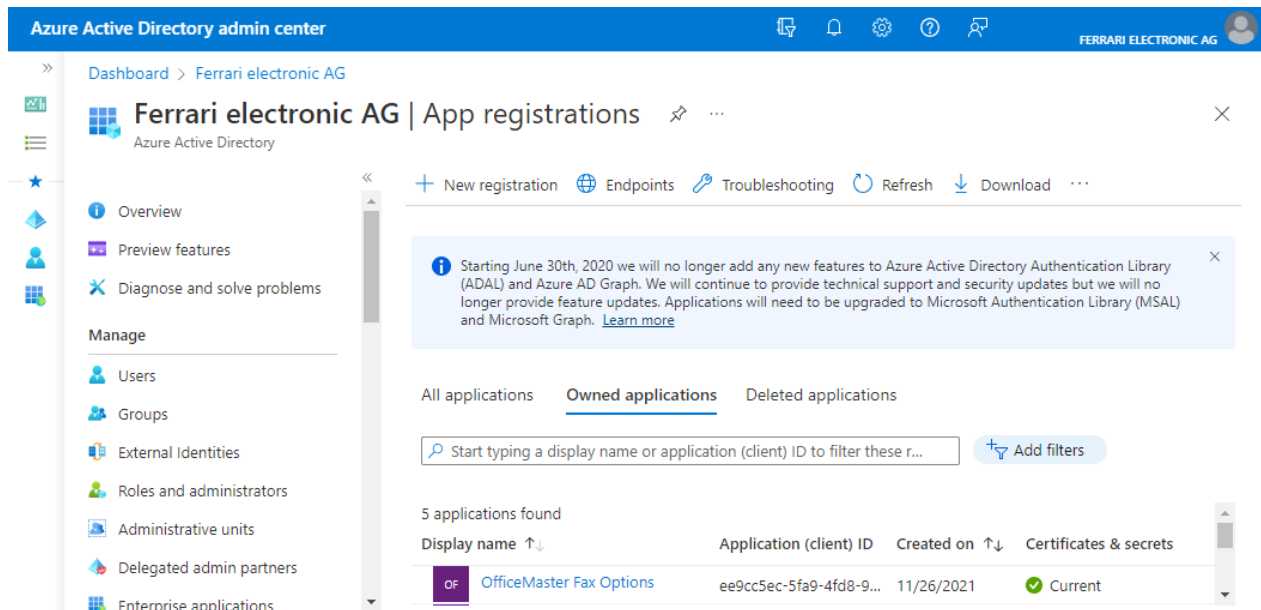 Azure Active Directory admin center
FERRARI ELECTRONIC AG
Dashboard > Ferrari electronic AG
Ferrari electronic AG | App registrations
Azure Active Directory
Overview
Preview features
Diagnose and solve problems
Manage
Users
Groups
External Identities
Roles and administrators
Administrative units
Delegated admin partners
Enterprise applications
New registration Endpoints Troubleshooting Refresh Download
Starting June 30th, 2020 we will no longer add any new features to Azure Active Directory Authentication Library
(ADAL) and Azure AD Graph. We will continue to provide technical support and security updates but we will no
longer provide feature updates. Applications will need to be upgraded to Microsoft Authentication Library (MSAL)
and Microsoft Graph. Learn more
All applications Owned applications Deleted applications
Start typing a display name or application (client) ID to filter these r...
Add filters
5 applications found
Display name ↑↓ Application (client) ID Created on ↑↓ Certificates & secrets
OF OfficeMaster Fax Options ee9cc5ec-5fa9-4fd8-9... 11/26/2021 Current